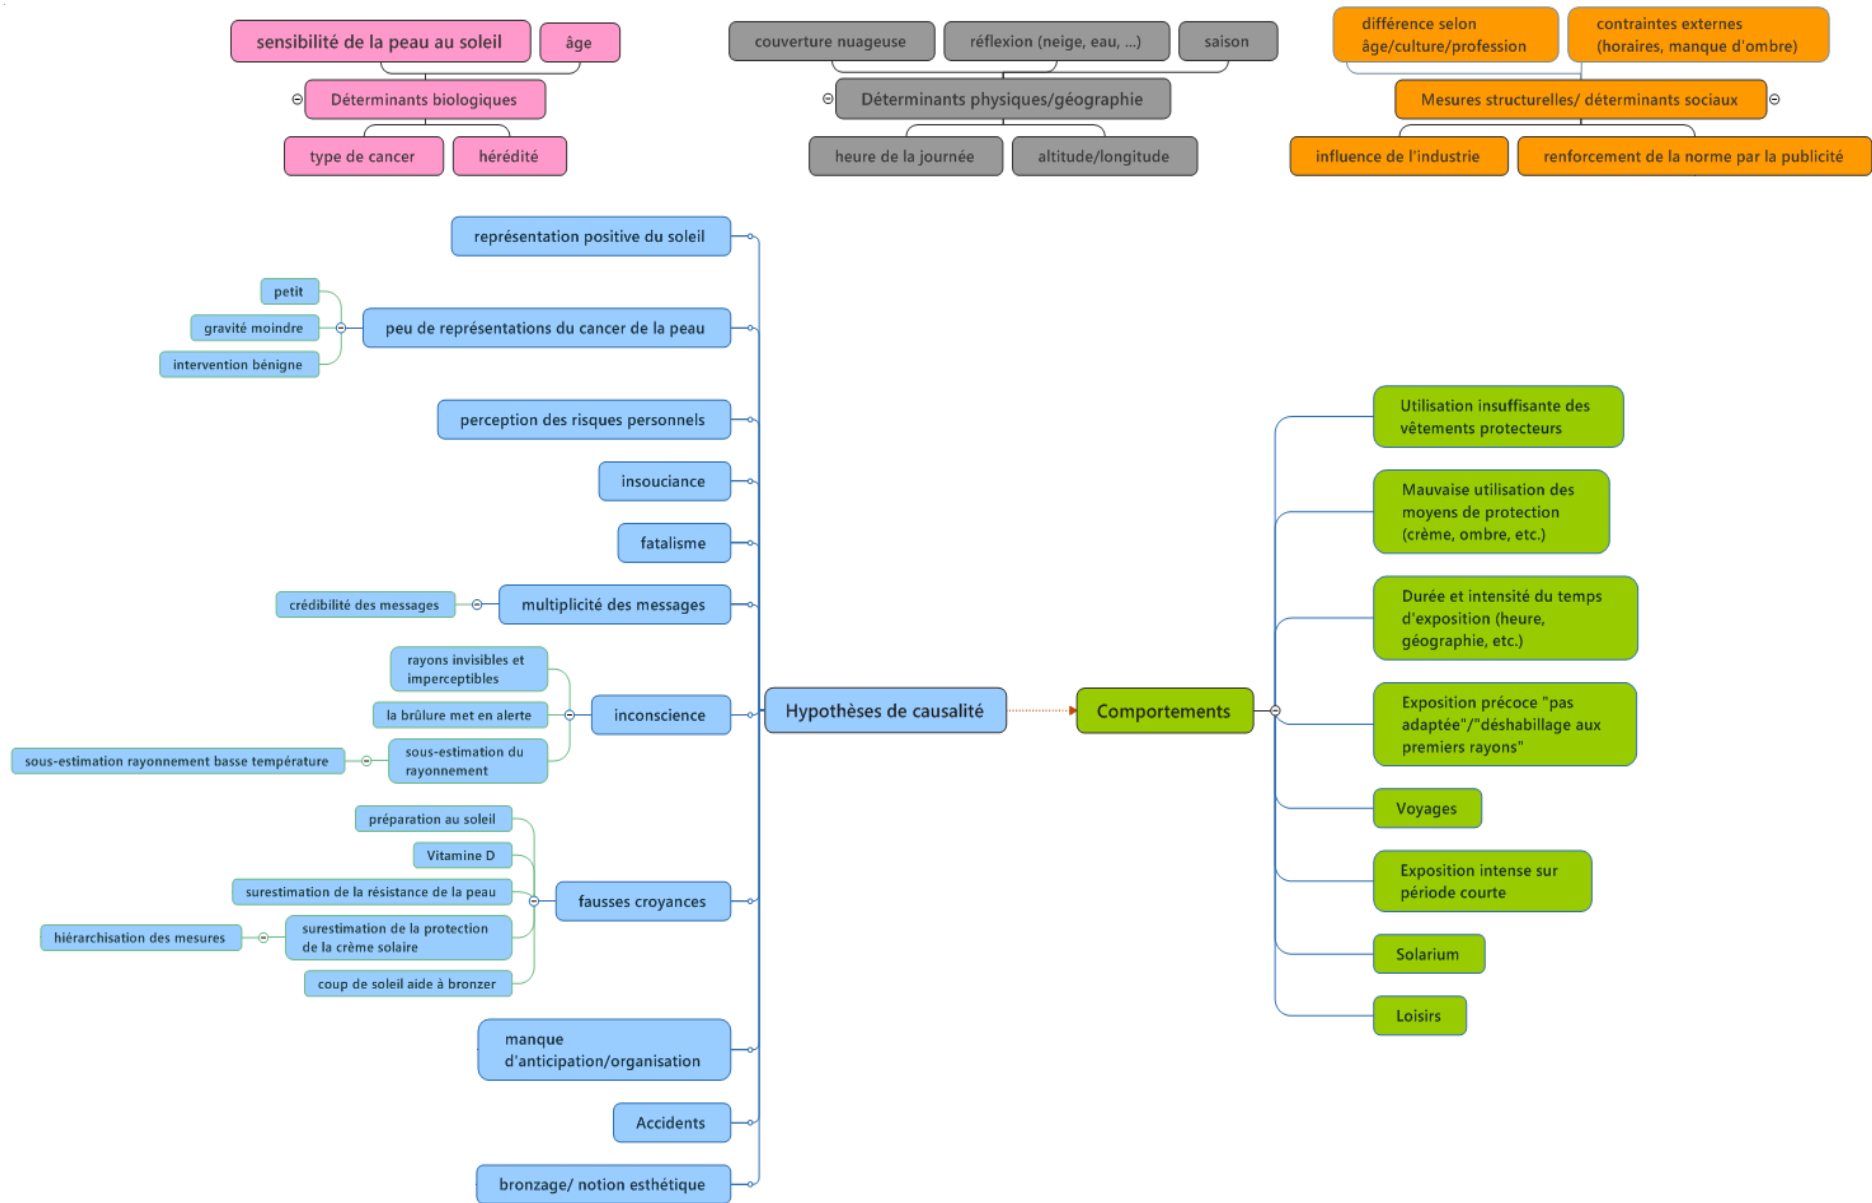 sensibilité de la peau au soleil
âge
Déterminants biologiques
type de cancer
hérédité
couverture nuageuse
réflexion (neige, eau, ...)
saison
Déterminants physiques/géographie
heure de la journée
altitude/longitude
différence selon
âge/culture/profession
contraintes externes
(horaires, manque d'ombre)
Mesures structurelles/ déterminants sociaux
influence de l'industrie
renforcement de la norme par la publicité
représentation positive du soleil
petit
gravité moindre
intervention bénigne
peu de représentations du cancer de la peau
perception des risques personnels
insouciance
fatalisme
crédibilité des messages
multiplicité des messages
rayons invisibles et
imperceptibles
la brûlure met en alerte
sous-estimation rayonnement basse température
sous-estimation du
rayonnement
inconscience
préparation au soleil
Vitamine D
surestimation de la résistance de la peau
hiérarchisation des mesures
surestimation de la protection
de la crème solaire
coup de soleil aide à bronzer
fausses croyances
manque
d'anticipation/organisation
Accidents
bronzage/ notion esthétique
Hypothèses de causalité
Comportements
Utilisation insuffisante des
vêtements protecteurs
Mauvaise utilisation des
moyens de protection
(crème, ombre, etc.)
Durée et intensité du temps
d'exposition (heure,
géographie, etc.)
Exposition précoce "pas
adaptée"/"déshabillage aux
premiers rayons"
Voyages
Exposition intense sur
période courte
Solarium
Loisirs